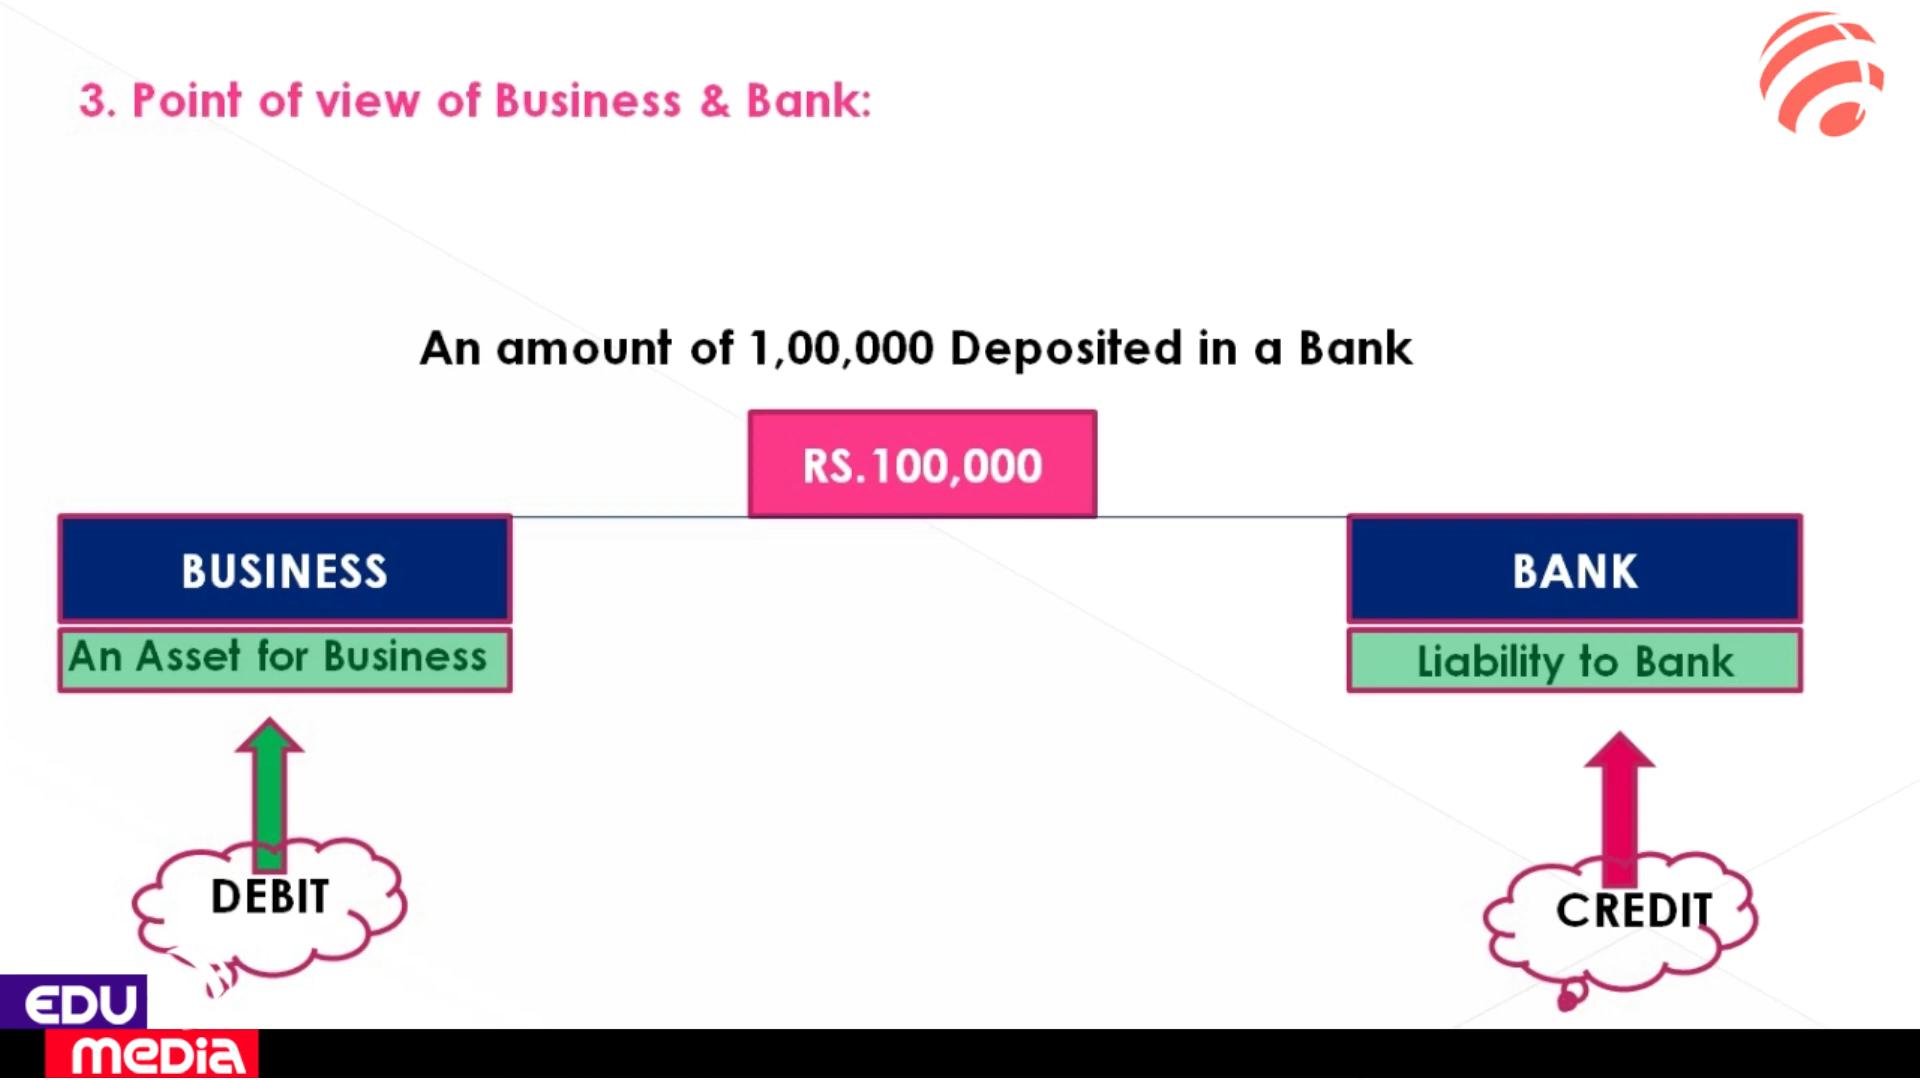 3. Point of view of Business & Bank:
An amount of 1,00,000 Deposited in a Bank
RS.100,000
BUSINESS
BANK
An Asset for Business
Liability to Bank
DEBIT
CREDIT
EDU
meDia